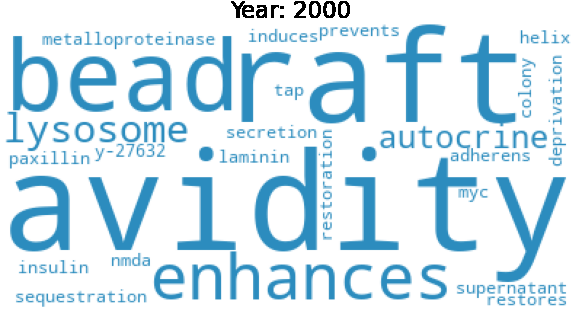 Year: 2000
metalloproteinase
induces
prevents
helix
bead
raft
tap
colony
deprivation
lysosome
secretion
restoration
autocrine
paxillin
y-27632
laminin
adherens
avidity
myc
insulin
nmda
enhances
sequestration
supernatant
restores